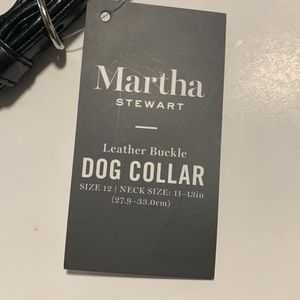 Martha
STEWART
Leather Buckle
DOG COLLAR
SIZE 12 | NECK SIZE: 11–13in
(27.9–33.0cm)